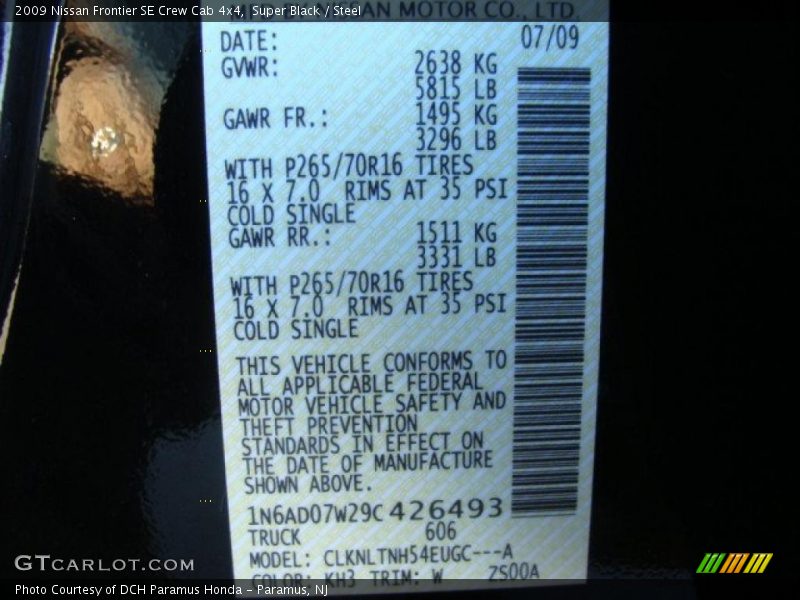 2009 Nissan Frontier SE Crew Cab 4x4, Super Black / Steel
MOTOR CO., LTD.
DATE: 07/09
GVWR: 2638 KG
5815 LB
GAWR FR.: 1495 KG
3296 LB
WITH P265/70R16 TIRES
16 X 7.0 RIMS AT 35 PSI
COLD SINGLE
GAWR RR.: 1511 KG
3331 LB
WITH P265/70R16 TIRES
16 X 7.0 RIMS AT 35 PSI
COLD SINGLE
THIS VEHICLE CONFORMS TO
ALL APPLICABLE FEDERAL
MOTOR VEHICLE SAFETY AND
THEFT PREVENTION
STANDARDS IN EFFECT ON
THE DATE OF MANUFACTURE
SHOWN ABOVE.
1N6AD07W29C426493
TRUCK 606
MODEL: CLKNLTNH54EUGC---A
COLOR: KH3 TRIM: W ZS00A
GTCARLOT.COM
Photo Courtesy of DCH Paramus Honda - Paramus, NJ